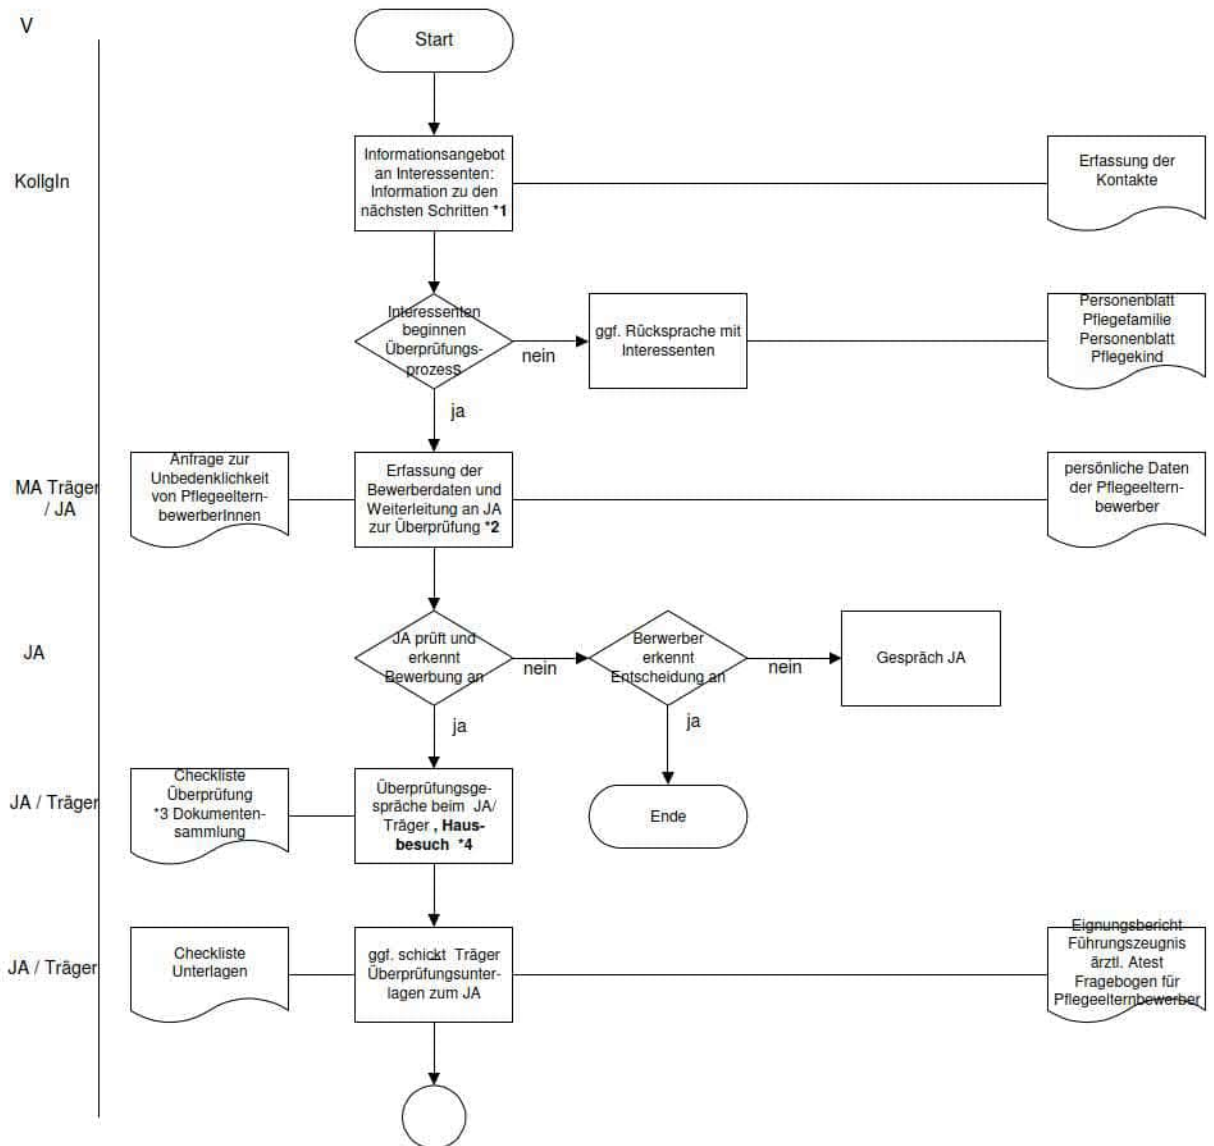 V
Start
KollgIn
Informationsangebot
an Interessenten:
Information zu den
nächsten Schritten *1
Erfassung der
Kontakte
Interessenten
beginnen
Überprüfungs-
prozess
nein
ja
ggf. Rücksprache mit
Interessenten
Personenblatt
Pflegefamilie
Personenblatt
Pflegekind
MA Träger
/ JA
Anfrage zur
Unbedenklichkeit
von Pflegeeltern-
bewerberInnen
Erfassung der
Bewerberdaten und
Weiterleitung an JA
zur Überprüfung *2
persönliche Daten
der Pflegeeltern-
bewerber
JA
JA prüft und
erkennt
Bewerbung an
nein
ja
Berwerber
erkennt
Entscheidung an
nein
ja
Gespräch JA
JA / Träger
Checkliste
Überprüfung
*3 Dokumenten-
sammlung
Überprüfungsge-
spräche beim JA/
Träger , Haus-
besuch *4
Ende
JA / Träger
Checkliste
Unterlagen
ggf. schickt Träger
Überprüfungsunter-
lagen zum JA
Eignungsbericht
Führungszeugnis
ärztl. Atest
Fragebogen für
Pflegeelternbewerber